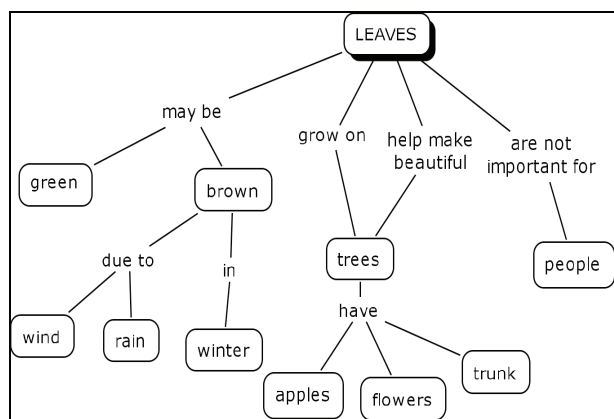 LEAVES
may be
grow on
help make
beautiful
are not
important for
green
brown
trees
people
due to
in
have
wind
rain
winter
apples
flowers
trunk